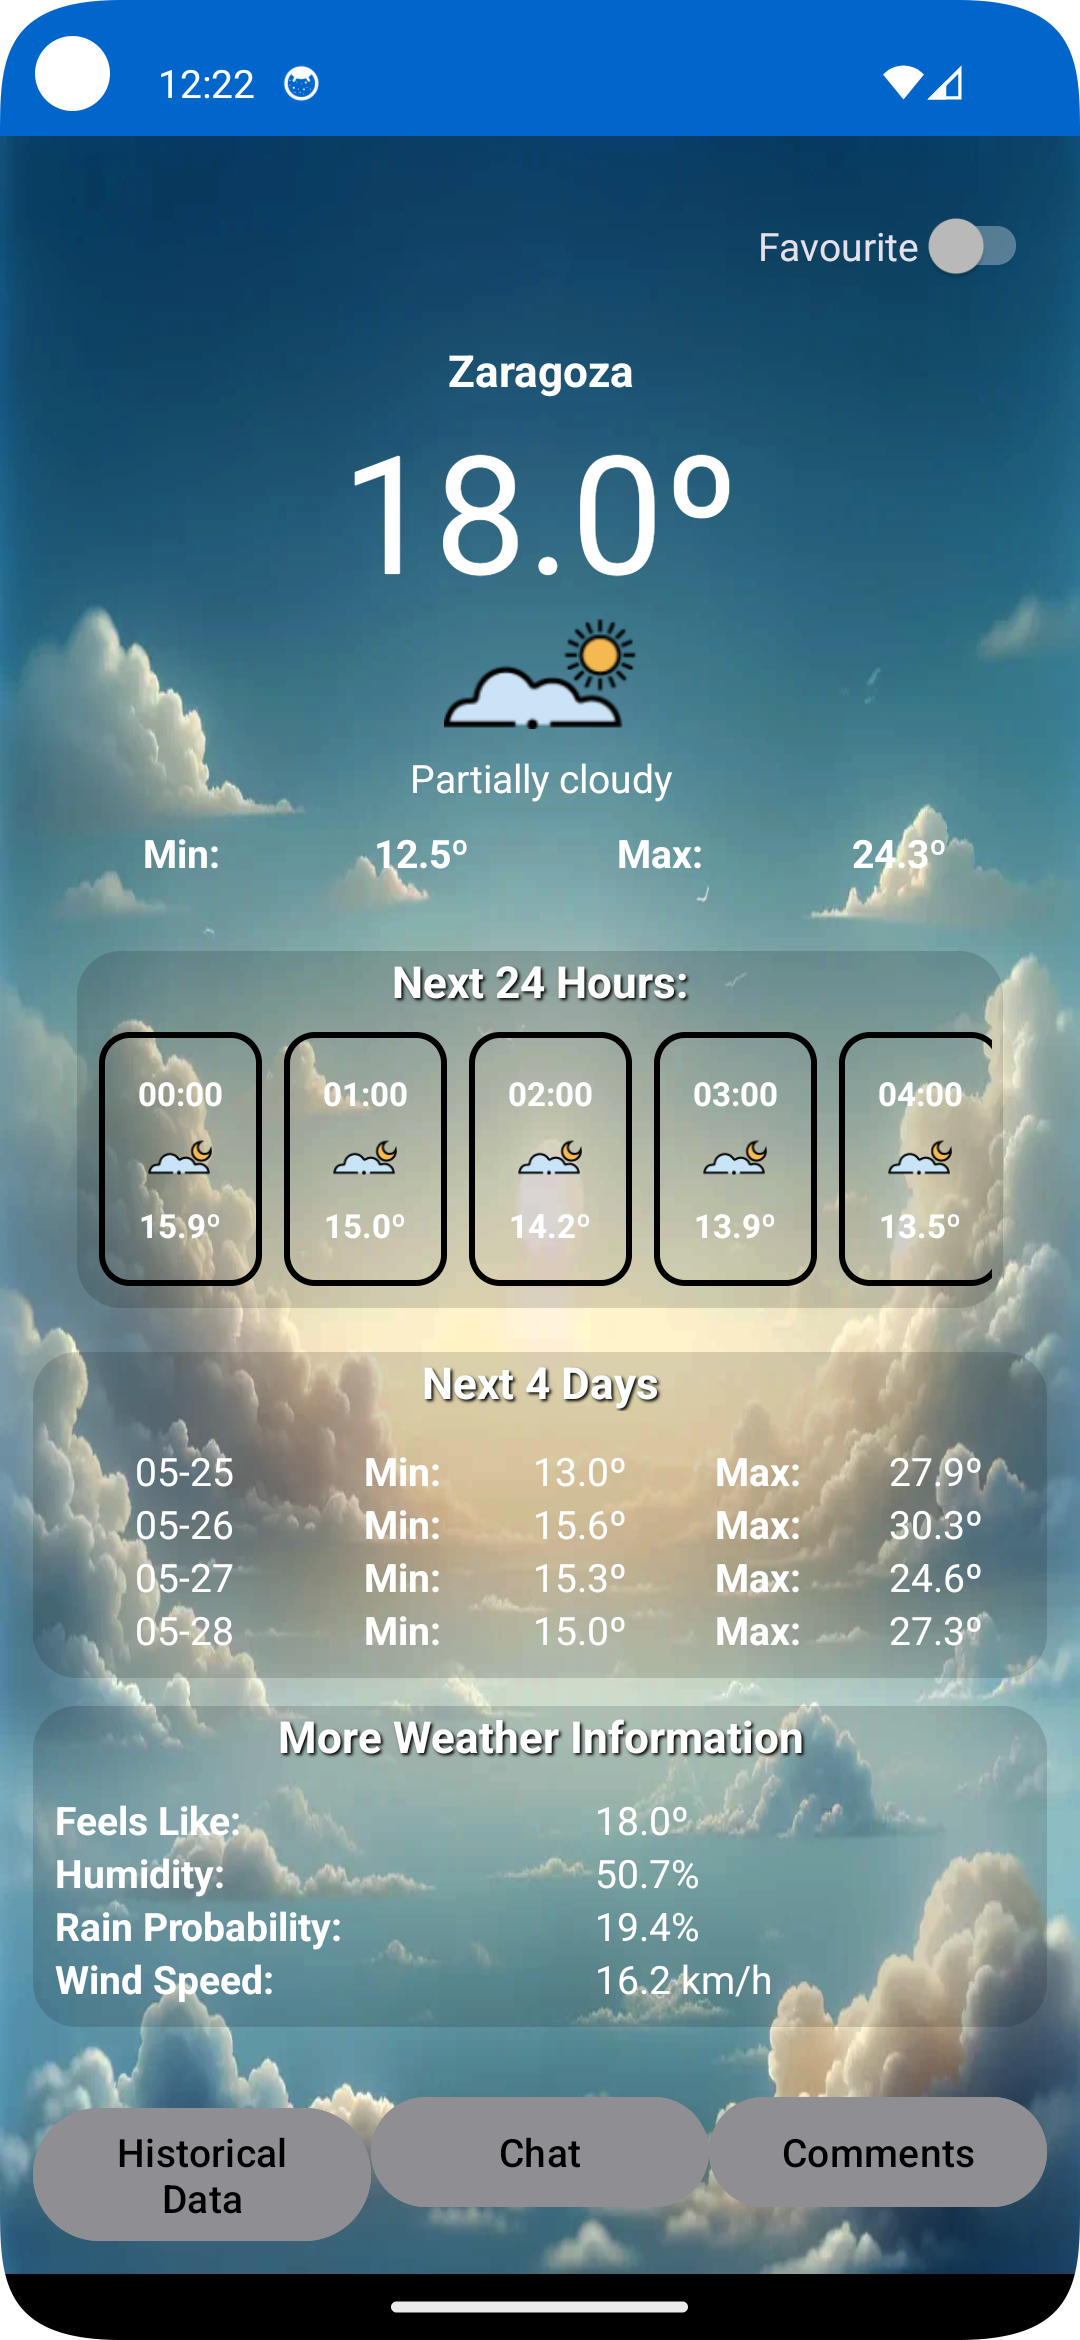 12:22
Favourite
Zaragoza
18.0º
Partially cloudy
Min: 12.5º Max: 24.3º
Next 24 Hours:
00:00 01:00 02:00 03:00 04:00
15.9º 15.0º 14.2º 13.9º 13.5º
Next 4 Days
05-25 Min: 13.0º Max: 27.9º
05-26 Min: 15.6º Max: 30.3º
05-27 Min: 15.3º Max: 24.6º
05-28 Min: 15.0º Max: 27.3º
More Weather Information
Feels Like: 18.0º
Humidity: 50.7%
Rain Probability: 19.4%
Wind Speed: 16.2 km/h
Historical
Data
Chat
Comments